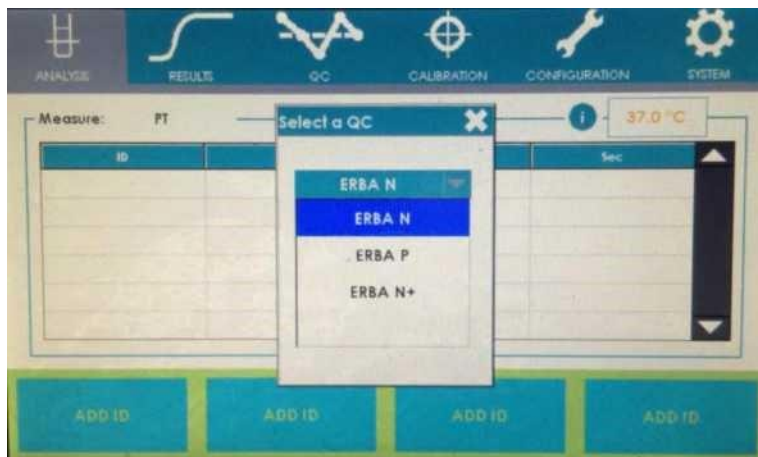 ANALYSIS RESULTS QC CALIBRATION CONFIGURATION SYSTEM
Measure: PT
Select a QC
i 37.0 °C
ID
Sec
ERBA N
ERBA N
ERBA P
ERBA N+
ADD ID ADD ID ADD ID ADD ID